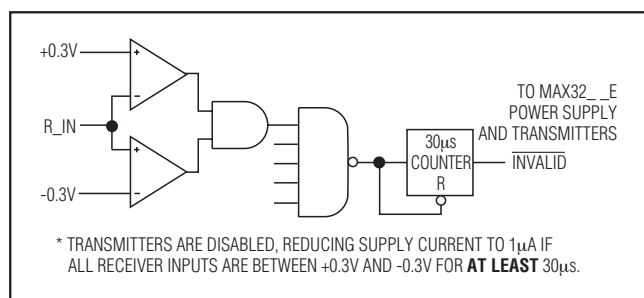 +0.3V
R_IN
-0.3V
+
−
+
−
30µs
COUNTER
R
TO MAX32_ _E
POWER SUPPLY
AND TRANSMITTERS
INVALID
* TRANSMITTERS ARE DISABLED, REDUCING SUPPLY CURRENT TO 1µA IF
ALL RECEIVER INPUTS ARE BETWEEN +0.3V AND -0.3V FOR AT LEAST 30µs.